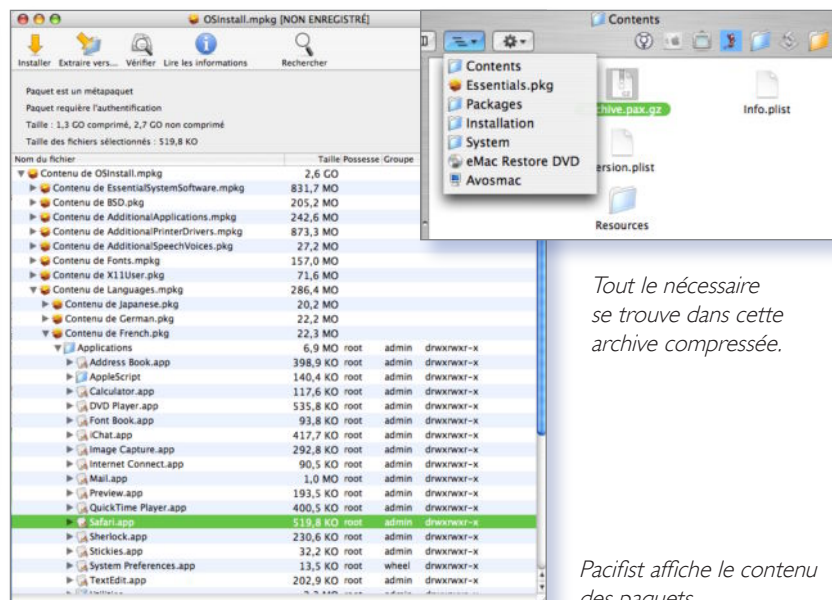 OSInstall.mpkg [NON ENREGISTRÉ]
Installer Extraire vers... Vérifier Lire les informations Rechercher
Paquet est un métapaquet
Paquet requière l'authentification
Taille : 1,3 GO comprimé, 2,7 GO non comprimé
Taille des fichiers sélectionnés : 519,8 KO
Nom du fichier Taille Possesse Groupe
Contenu de OSInstall.mpkg 2,6 GO
Contenu de EssentialSystemSoftware.mpkg 831,7 MO
Contenu de BSD.pkg 205,2 MO
Contenu de AdditionalApplications.mpkg 242,6 MO
Contenu de AdditionalPrinterDrivers.mpkg 873,3 MO
Contenu de AdditionalSpeechVoices.pkg 27,2 MO
Contenu de Fonts.mpkg 157,0 MO
Contenu de X11User.pkg 71,6 MO
Contenu de Languages.mpkg 286,4 MO
Contenu de Japanese.pkg 20,2 MO
Contenu de German.pkg 22,2 MO
Contenu de French.pkg 22,3 MO
Applications 6,9 MO root admin drwxrwxr-x
Address Book.app 398,9 KO root admin drwxrwxr-x
AppleScript 140,4 KO root admin drwxrwxr-x
Calculator.app 117,6 KO root admin drwxrwxr-x
DVD Player.app 535,8 KO root admin drwxrwxr-x
Font Book.app 93,8 KO root admin drwxrwxr-x
iChat.app 417,7 KO root admin drwxrwxr-x
Image Capture.app 292,8 KO root admin drwxrwxr-x
Internet Connect.app 90,5 KO root admin drwxrwxr-x
Mail.app 1,0 MO root admin drwxrwxr-x
Preview.app 193,5 KO root admin drwxrwxr-x
QuickTime Player.app 400,5 KO root admin drwxrwxr-x
Safari.app 519,8 KO root admin drwxrwxr-x
Sherlock.app 230,6 KO root admin drwxrwxr-x
Stickies.app 32,2 KO root admin drwxrwxr-x
System Preferences.app 13,5 KO root wheel drwxrwxr-x
TextEdit.app 202,9 KO root admin drwxrwxr-x
Contents
Contents
Essentials.pkg
Packages
Installation
System
eMac Restore DVD
Avosmac
hive.pax.gz
Info.plist
ersion.plist
Resources
Tout le nécessaire
se trouve dans cette
archive compressée.
Pacifist affiche le contenu
des paquets